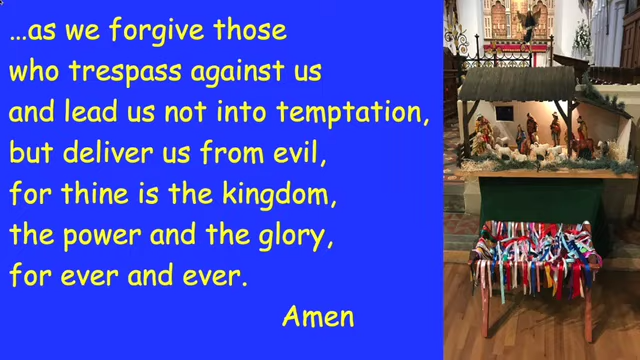 ...as we forgive those
who trespass against us
and lead us not into temptation,
but deliver us from evil,
for thine is the kingdom,
the power and the glory,
for ever and ever.
Amen